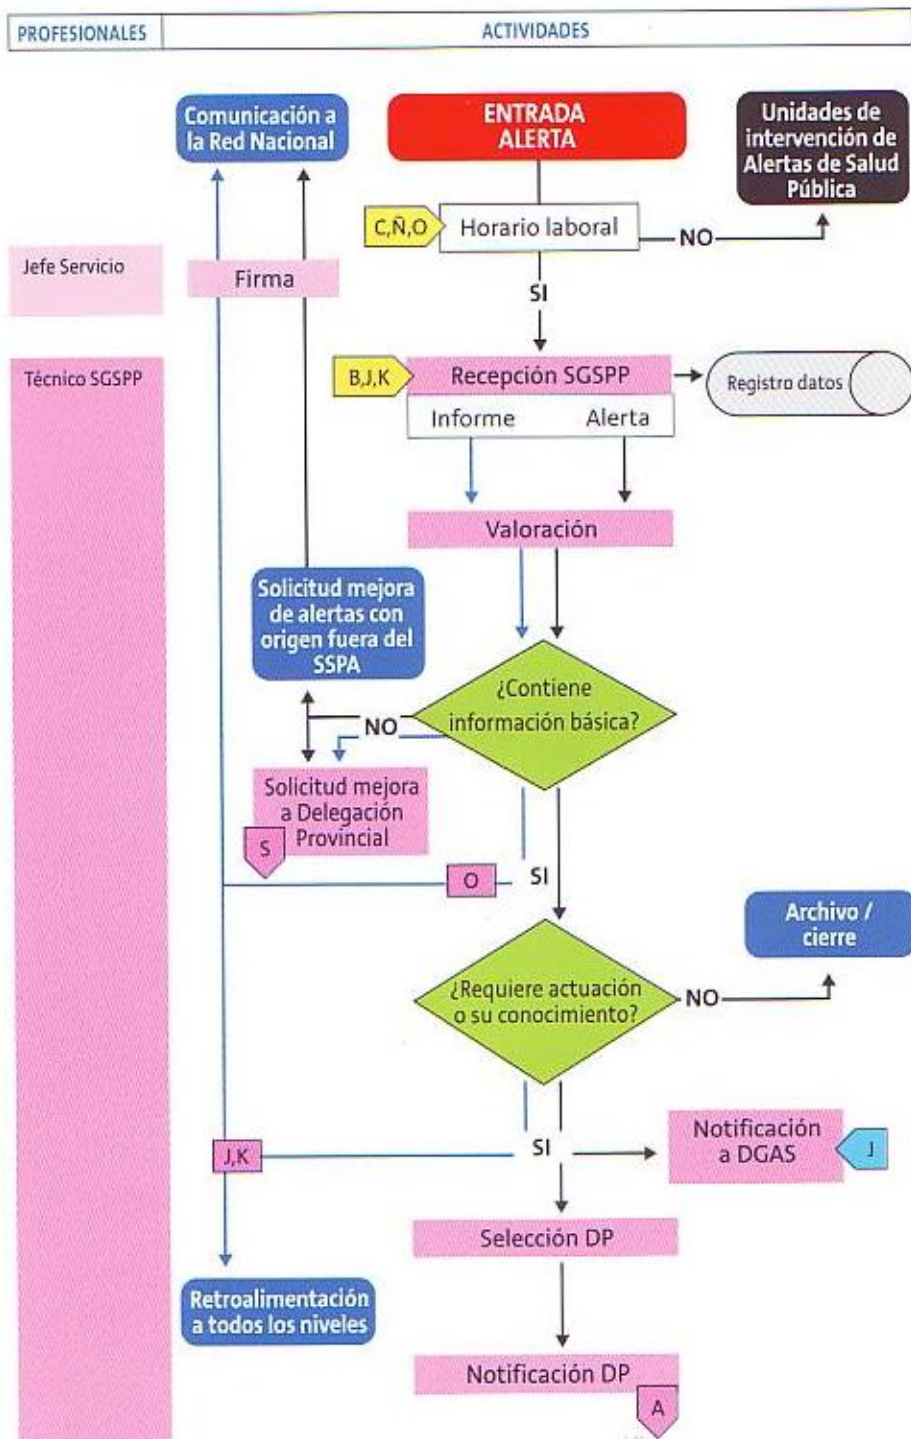 PROFESIONALES
ACTIVIDADES
Comunicación a
la Red Nacional
ENTRADA
ALERTA
Unidades de
intervención de
Alertas de Salud
Pública
C,Ñ,O
Horario laboral
NO
Jefe Servicio
Firma
SI
Técnico SGSPP
B,J,K
Recepción SGSPP
Registro datos
Informe
Alerta
Valoración
Solicitud mejora
de alertas con
origen fuera del
SSPA
¿Contiene
información básica?
NO
Solicitud mejora
a Delegación
Provincial
S
O
SI
Archivo /
cierre
¿Requiere actuación
o su conocimiento?
NO
J,K
SI
Notificación
a DGAS
J
Selección DP
Retroalimentación
a todos los niveles
Notificación DP
A